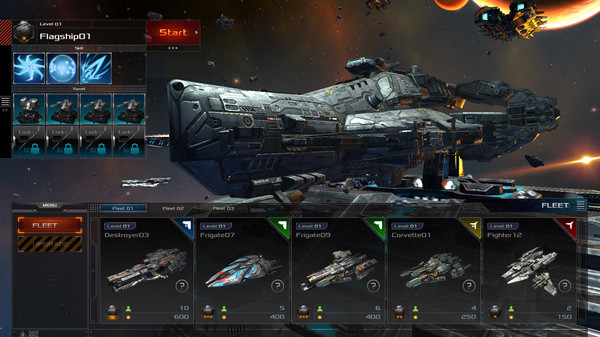 Level 01
Flagship01
Start
Skill
Turret
Lock
Lock
Lock
Lock
MENU
FLEET
UPGRADE
Fleet 01
Fleet 02
Fleet 03
FLEET
Level 01
Destroyer03
?
10
600
Level 01
Frigate07
?
5
400
Level 01
Frigate09
?
6
400
Level 01
Corvette01
?
4
250
Level 01
Fighter12
?
2
150